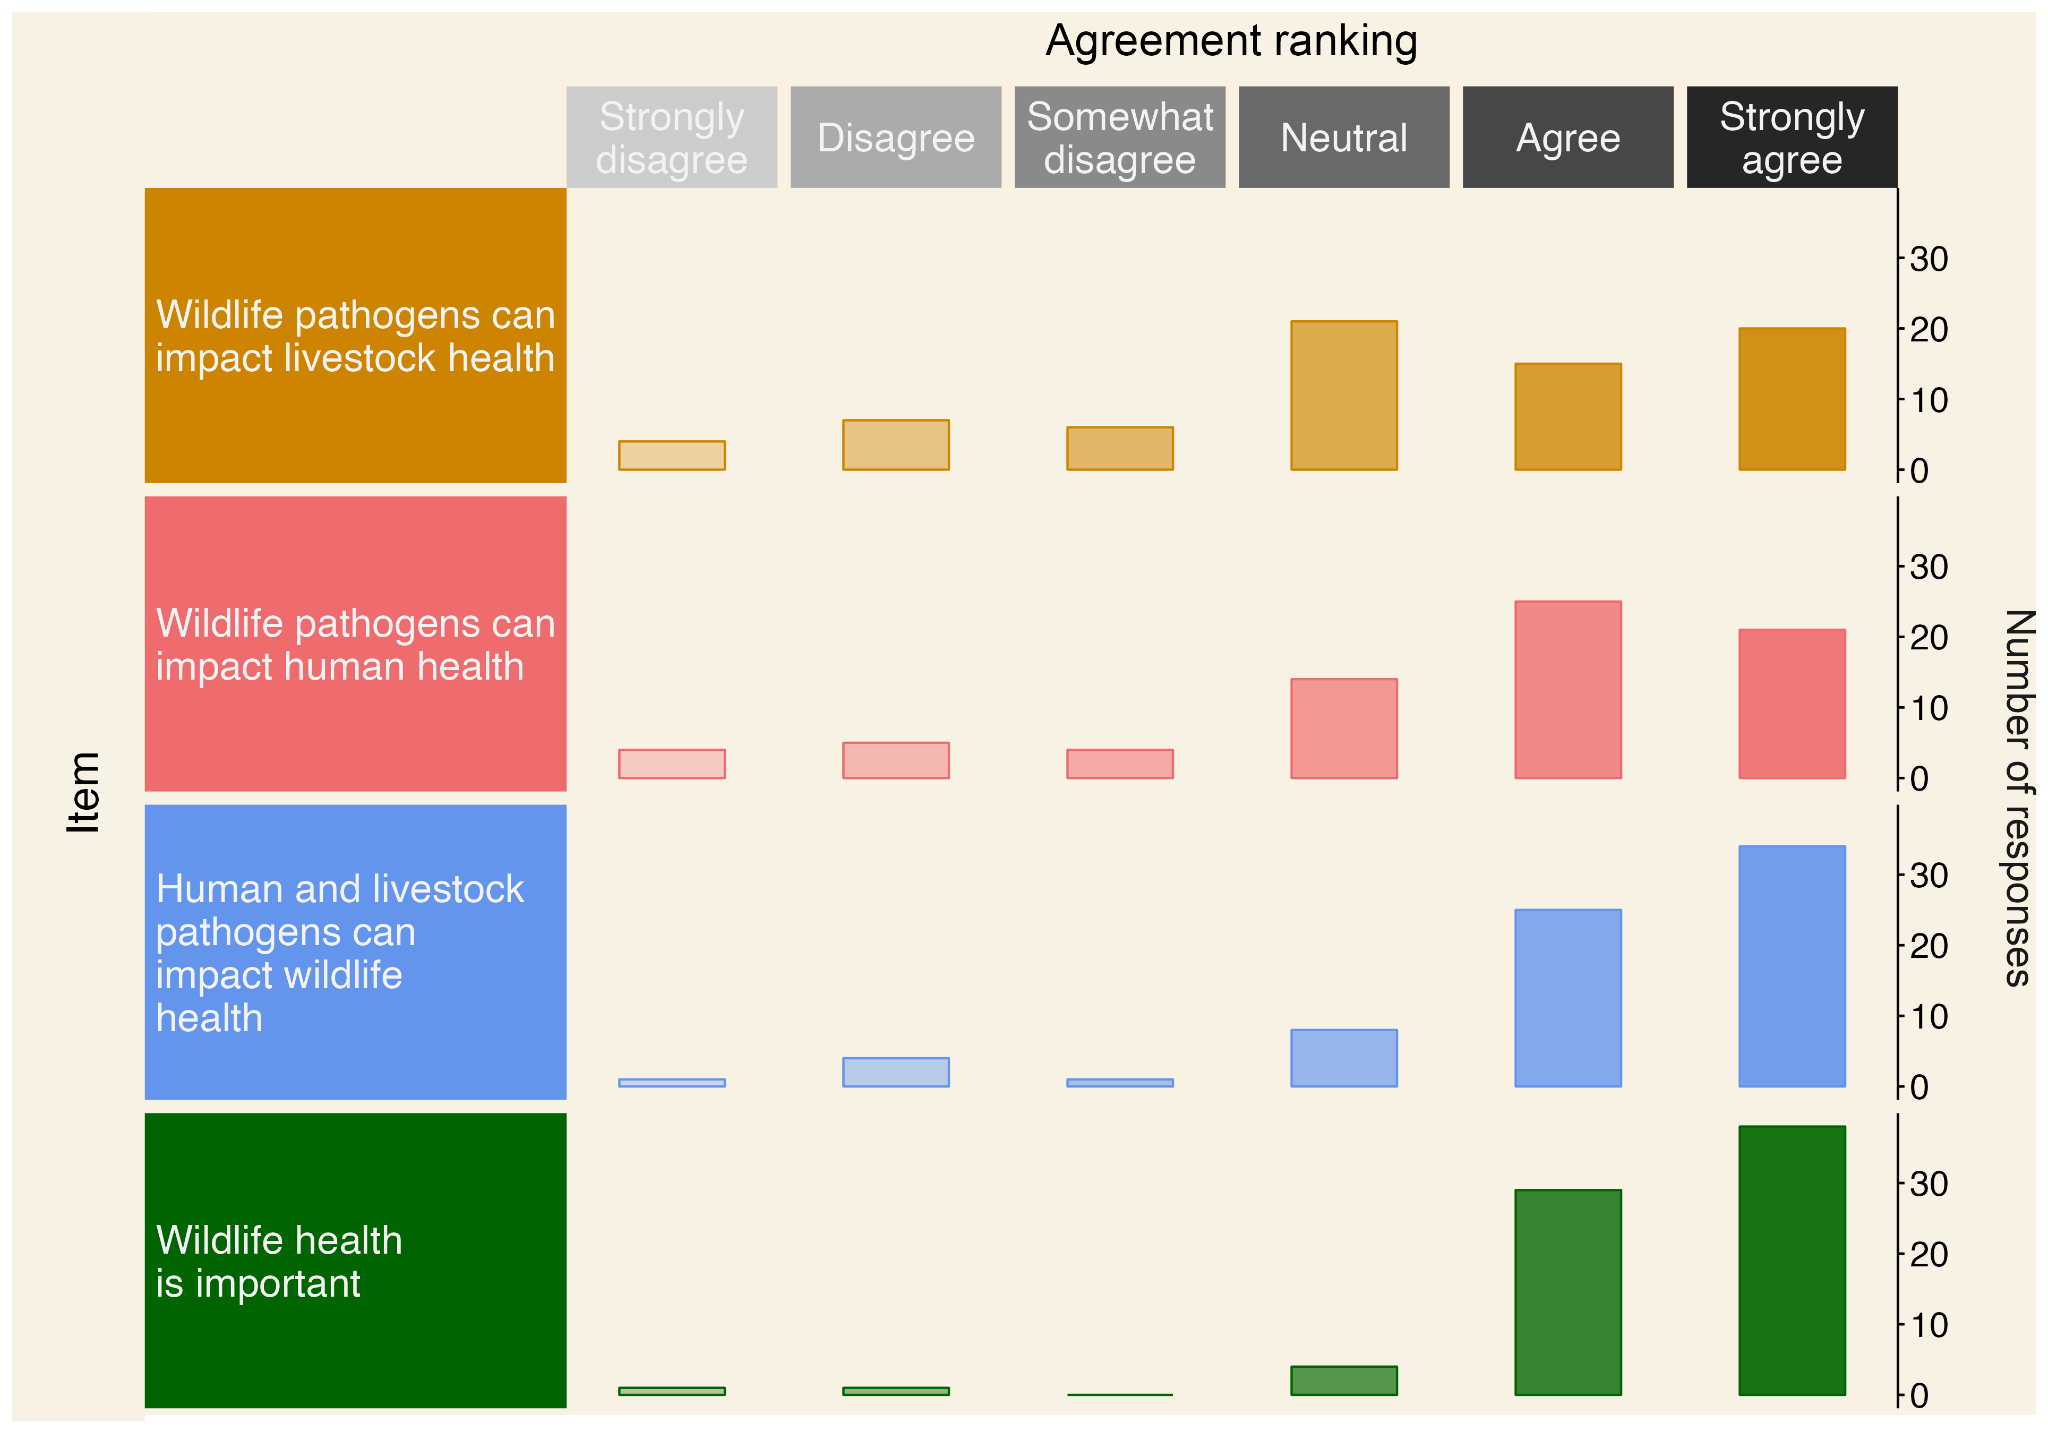 Agreement ranking
Strongly
disagree
Disagree
Somewhat
disagree
Neutral
Agree
Strongly
agree
Item
Wildlife pathogens can
impact livestock health
30
20
10
0
Wildlife pathogens can
impact human health
30
20
10
0
Human and livestock
pathogens can
impact wildlife
health
30
20
10
0
Wildlife health
is important
30
20
10
0
Number of responses